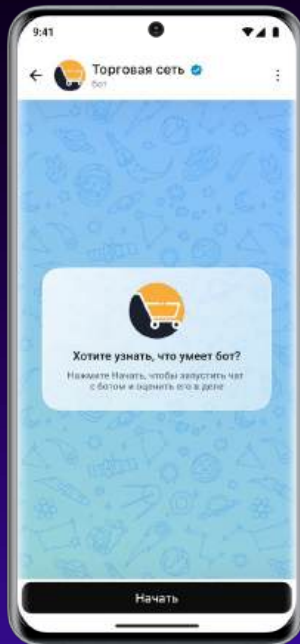 9:41
Торговая сеть
бот
Хотите узнать, что умеет бот?
Нажмите Начать, чтобы запустить чат
с ботом и оценить его в деле
Начать